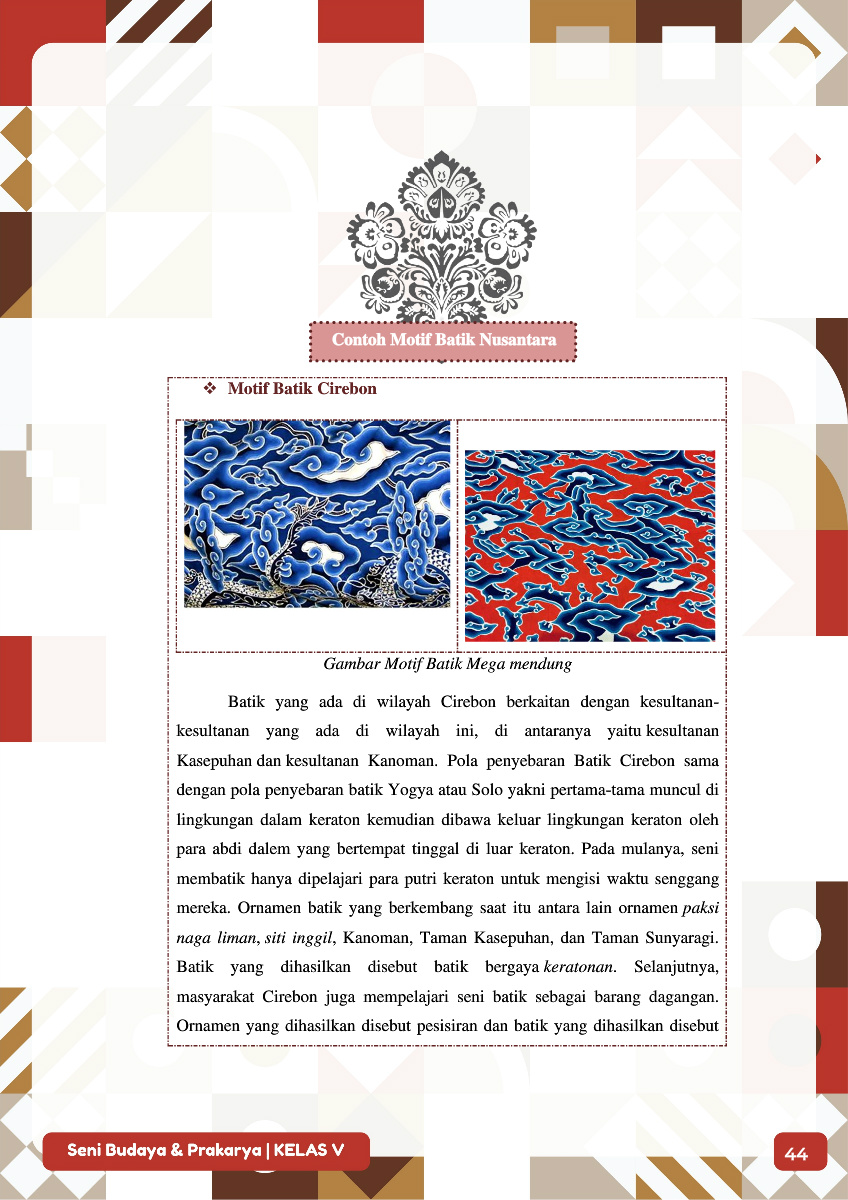 Contoh Motif Batik Nusantara
❖ Motif Batik Cirebon
Gambar Motif Batik Mega mendung
Batik yang ada di wilayah Cirebon berkaitan dengan kesultanan-
kesultanan yang ada di wilayah ini, di antaranya yaitu kesultanan
Kasepuhan dan kesultanan Kanoman. Pola penyebaran Batik Cirebon sama
dengan pola penyebaran batik Yogya atau Solo yakni pertama-tama muncul di
lingkungan dalam keraton kemudian dibawa keluar lingkungan keraton oleh
para abdi dalem yang bertempat tinggal di luar keraton. Pada mulanya, seni
membatik hanya dipelajari para putri keraton untuk mengisi waktu senggang
mereka. Ornamen batik yang berkembang saat itu antara lain ornamen paksi
naga liman, siti inggil, Kanoman, Taman Kasepuhan, dan Taman Sunyaragi.
Batik yang dihasilkan disebut batik bergaya keratonan. Selanjutnya,
masyarakat Cirebon juga mempelajari seni batik sebagai barang dagangan.
Ornamen yang dihasilkan disebut pesisiran dan batik yang dihasilkan disebut
Seni Budaya & Prakarya | KELAS V
44